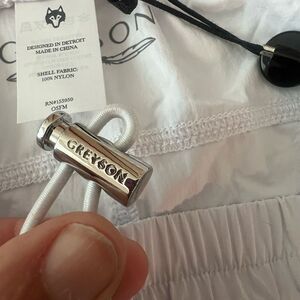 DESIGNED IN DETROIT
MADE IN CHINA
SHELL FABRIC:
100% NYLON
RN#155950
OSFM
GREYSON